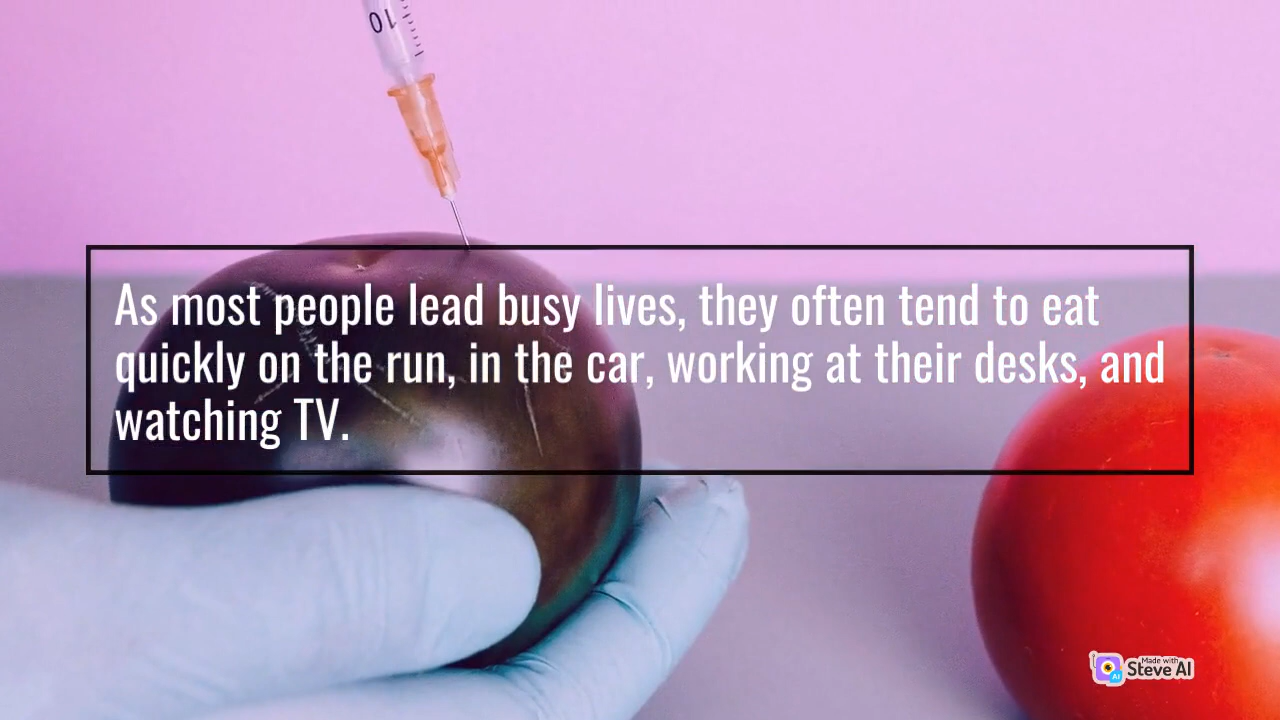 10
As most people lead busy lives, they often tend to eat
quickly on the run, in the car, working at their desks, and
watching TV.
Made with
Steve AI
AI